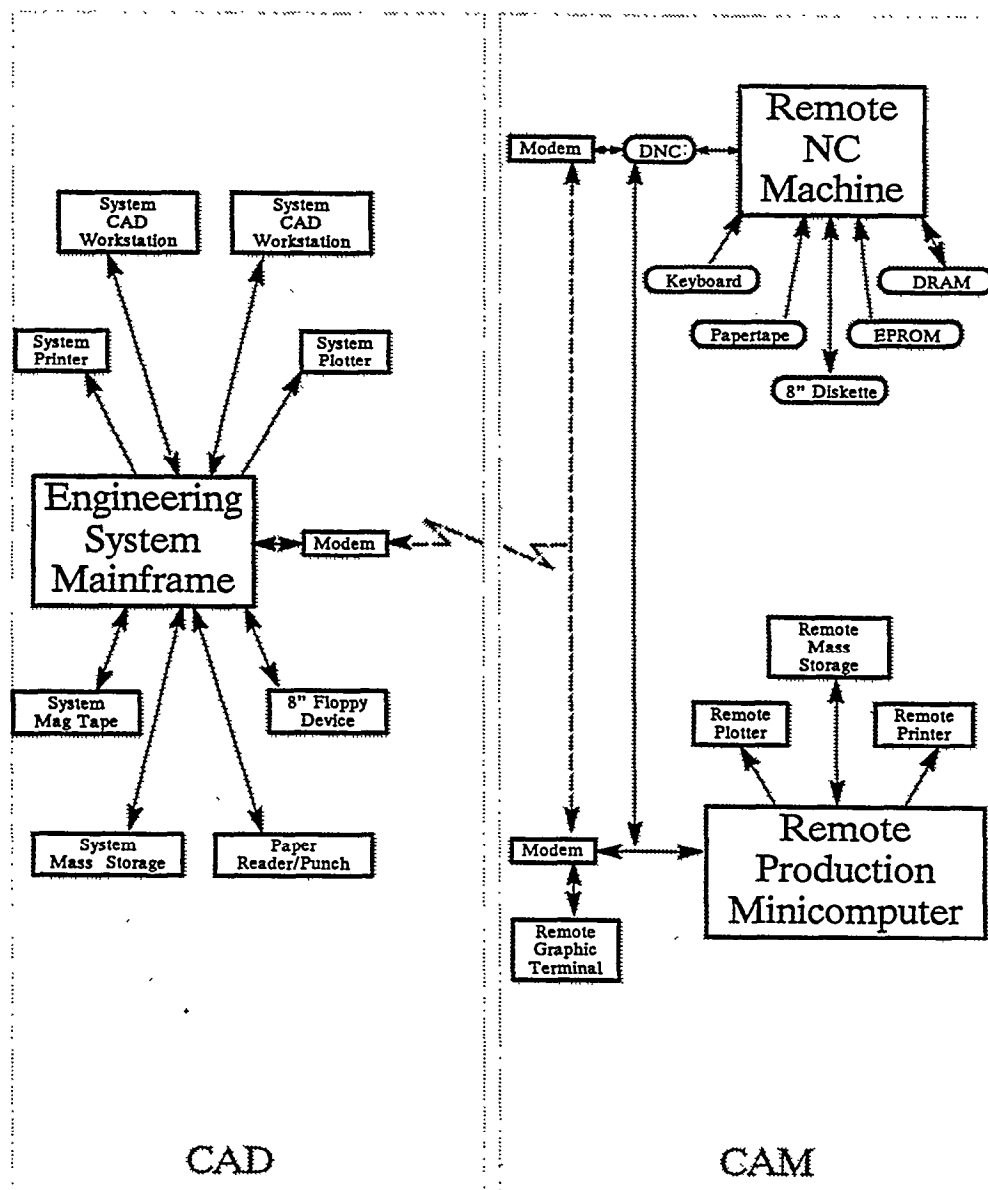 System
CAD
Workstation
System
CAD
Workstation
System
Printer
System
Plotter
Engineering
System
Mainframe
Modem
System
Mag Tape
8" Floppy
Device
System
Mass Storage
Paper
Reader/Punch
CAD
Modem
DNC:
Remote
NC
Machine
Keyboard
DRAM
Papertape
EPROM
8" Diskette
Remote
Mass
Storage
Remote
Plotter
Remote
Printer
Modem
Remote
Production
Minicomputer
Remote
Graphic
Terminal
CAM